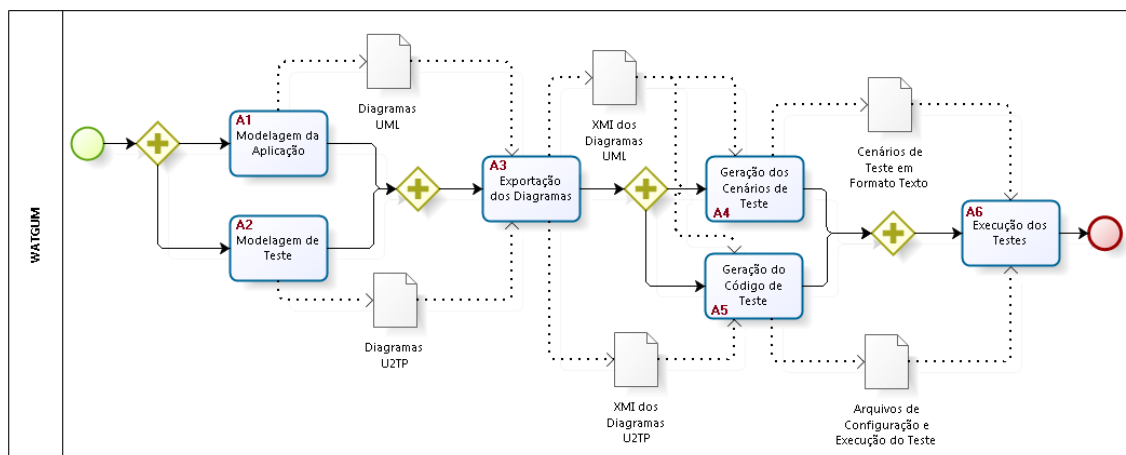 WATGUM
A1
Modelagem da
Aplicação
A2
Modelagem de
Teste
Diagramas
UML
Diagramas
U2TP
A3
Exportação
dos Diagramas
XMI dos
Diagramas
UML
XMI dos
Diagramas
U2TP
Geração dos
Cenários de
Teste
A4
Geração do
Código de
Teste
A5
Cenários de
Teste em
Formato Texto
Arquivos de
Configuração e
Execução do Teste
A6
Execução dos
Testes